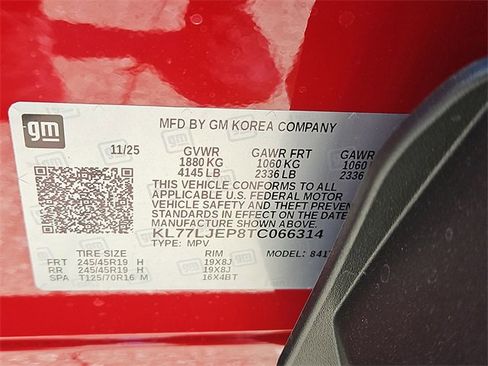 gm
MFD BY GM KOREA COMPANY
11/25 GVWR GAWR FRT GAWR
1880 KG 1060 KG 1060
4145 LB 2336 LB 2336
THIS VEHICLE CONFORMS TO ALL
APPLICABLE U.S. FEDERAL MOTOR
VEHICLE SAFETY AND THEFT PREVENTION
STANDARDS IN EFFECT ON THE DATE OF
MANUFACTURE SHOWN ABOVE.
KL77LJEP8TC066314
TYPE: MPV MODEL:
TIRE SIZE RIM
FRT 245/45R19 H 19X8J
RR 245/45R19 H 19X8J
SPA T125/70R16 M 16X4BT